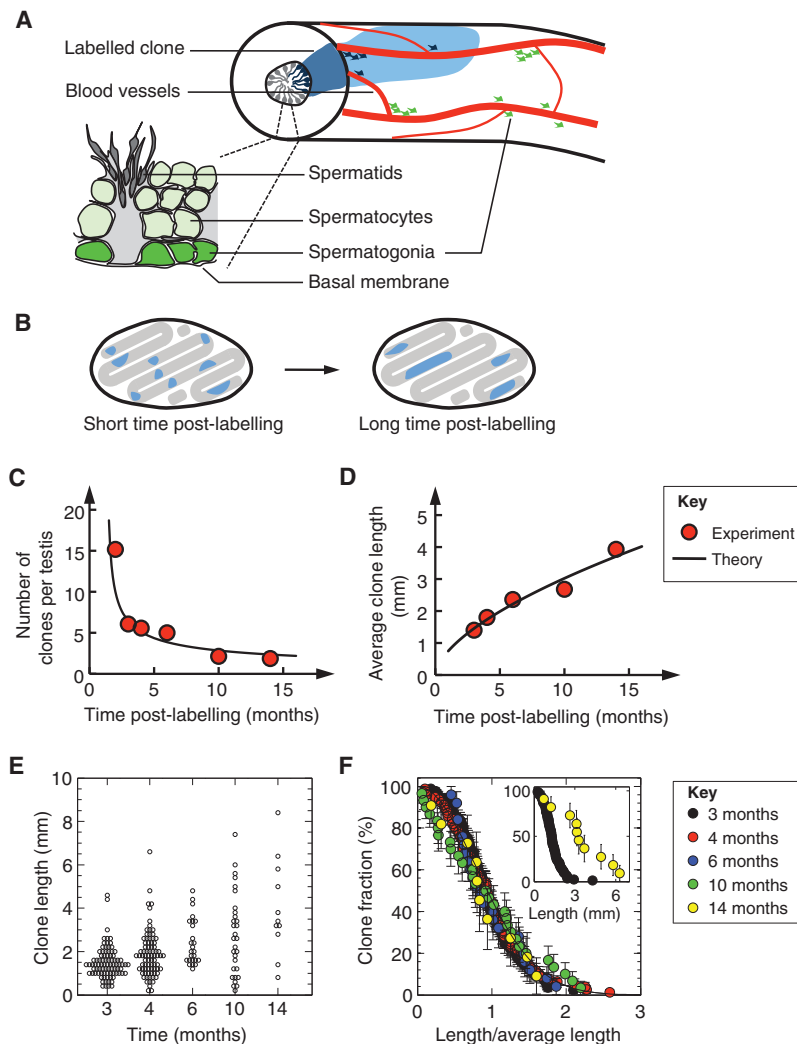 A
Labelled clone
Blood vessels
Spermatids
Spermatocytes
Spermatogonia
Basal membrane
B
Short time post-labelling
Long time post-labelling
C
Number of
clones per testis
20
15
10
5
0
0 5 10 15
Time post-labelling (months)
D
Average clone length
(mm)
5
4
3
2
1
0
0 5 10 15
Time post-labelling (months)
Key
Experiment
Theory
E
Clone length (mm)
10
8
6
4
2
0
3 4 6 10 14
Time (months)
F
Clone fraction (%)
100
80
60
40
20
0
0 1 2 3
Length/average length
100
50
0
0 3 6
Length (mm)
Key
3 months
4 months
6 months
10 months
14 months